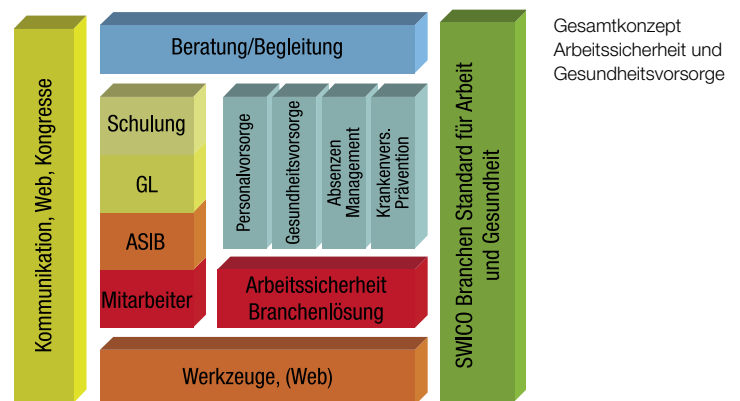 Kommunikation, Web, Kongresse
Beratung/Begleitung
Schulung
GL
ASIB
Mitarbeiter
Personalvorsorge
Gesundheitsvorsorge
Absenzen
Management
Krankenvers.
Prävention
Arbeitssicherheit
Branchenlösung
Werkzeuge, (Web)
SWICO Branchen Standard für Arbeit
und Gesundheit
Gesamtkonzept
Arbeitssicherheit und
Gesundheitsvorsorge